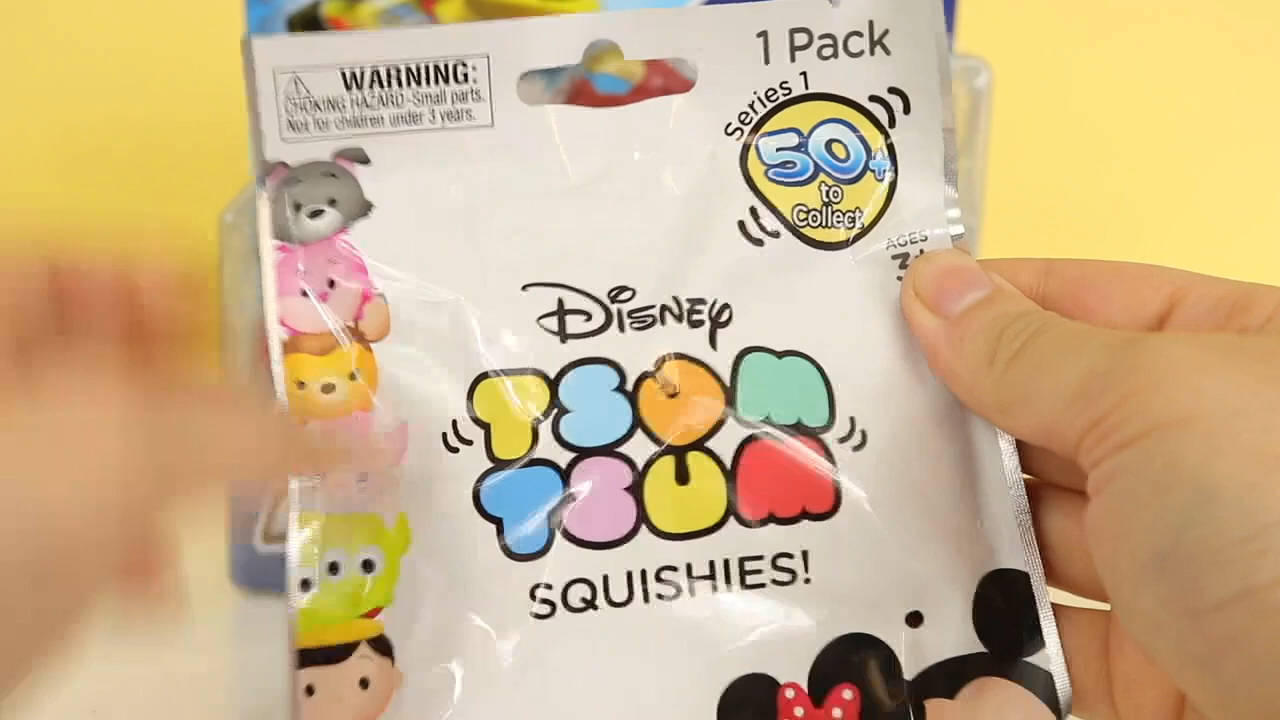 WARNING:
CHOKING HAZARD-Small parts.
Not for children under 3 years.
1 Pack
Series 1
50+
to
Collect
AGES
3+
Disney
TSUM
TSUM
SQUISHIES!